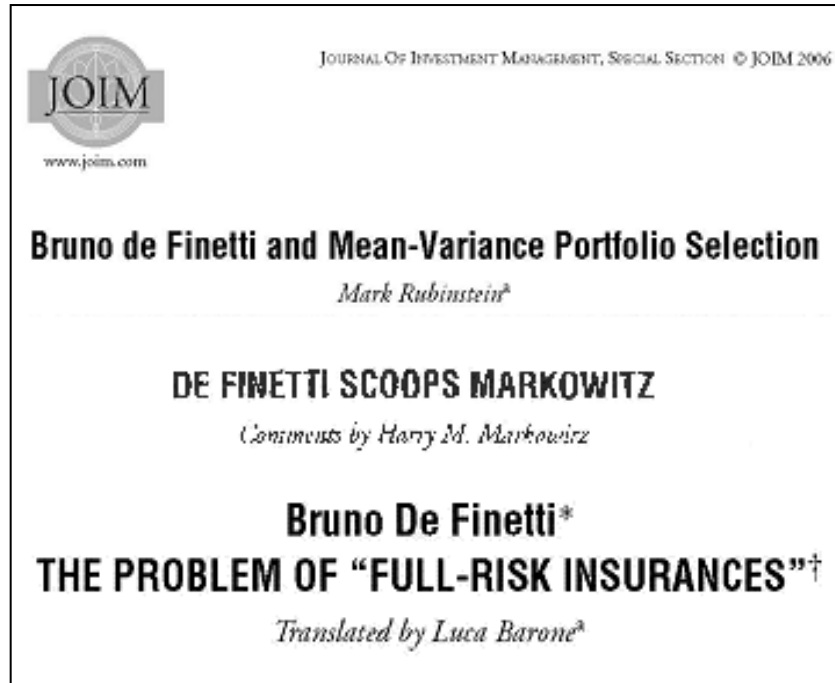 JOURNAL OF INVESTMENT MANAGEMENT, SPECIAL SECTION © JOIM 2006
JOIM
www.joim.com
Bruno de Finetti and Mean-Variance Portfolio Selection
Mark Rubinsteinª
DE FINETTI SCOOPS MARKOWITZ
Comments by Harry M. Markowitz
Bruno De Finetti*
THE PROBLEM OF “FULL-RISK INSURANCES”†
Translated by Luca Baroneª